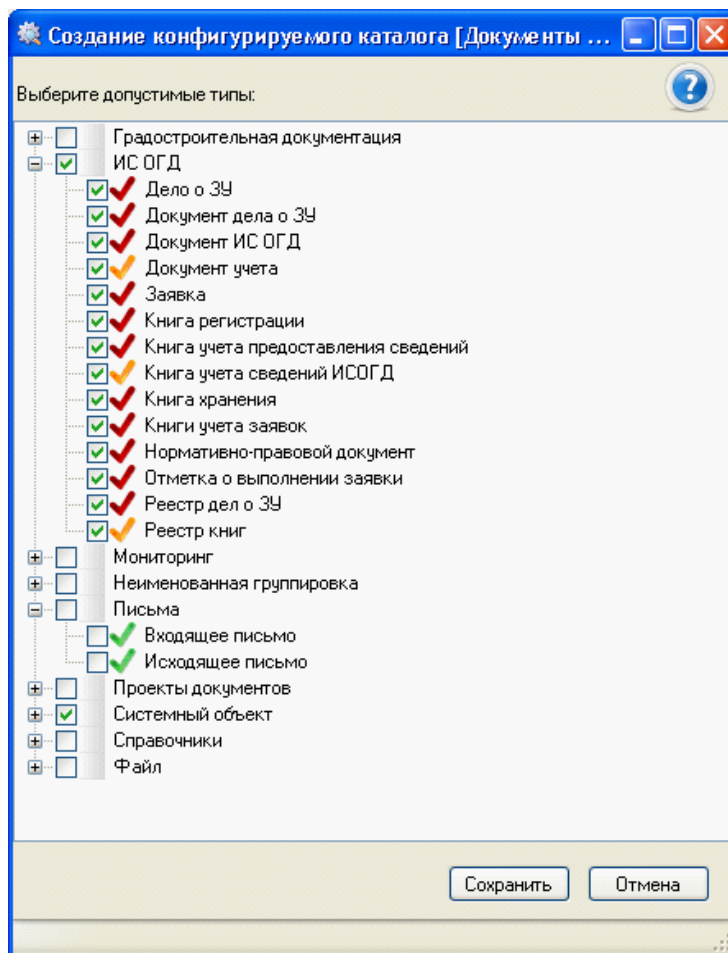 Создание конфигурируемого каталога [Документы ...
Выберите допустимые типы:
Градостроительная документация
ИС ОГД
Дело о ЗУ
Документ дела о ЗУ
Документ ИС ОГД
Документ учета
Заявка
Книга регистрации
Книга учета предоставления сведений
Книга учета сведений ИСОГД
Книга хранения
Книги учета заявок
Нормативно-правовой документ
Отметка о выполнении заявки
Реестр дел о ЗУ
Реестр книг
Мониторинг
Неименованная группировка
Письма
Входящее письмо
Исходящее письмо
Проекты документов
Системный объект
Справочники
Файл
Сохранить Отмена